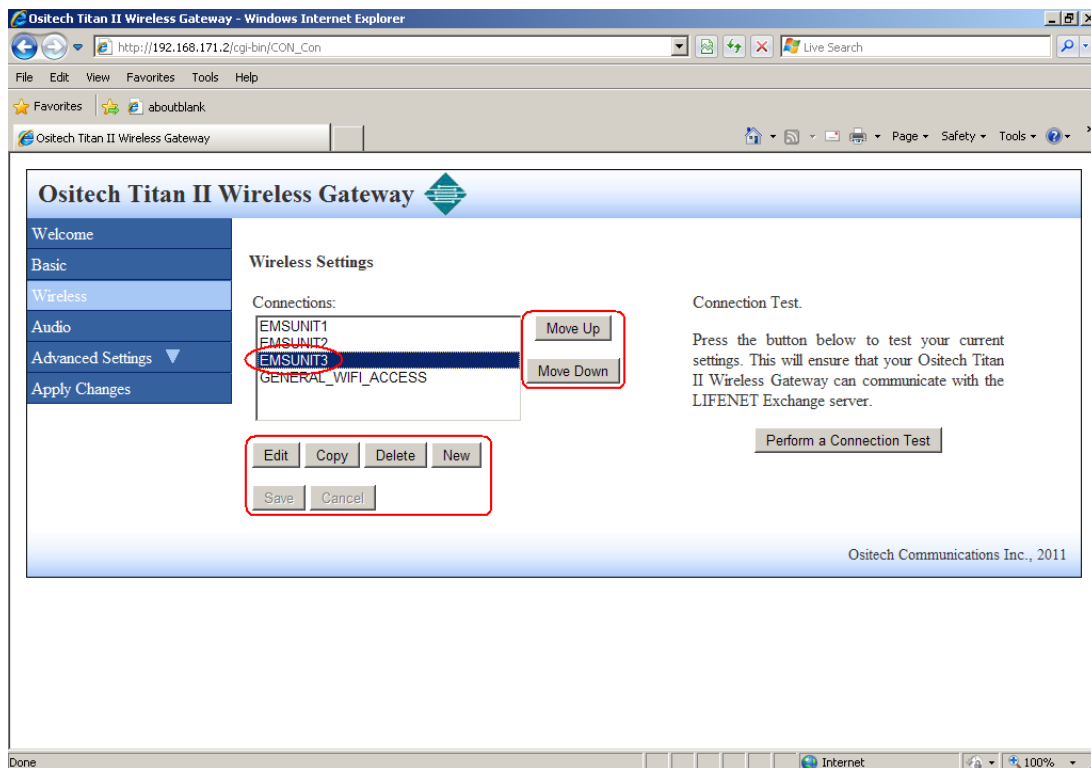 Ositech Titan II Wireless Gateway - Windows Internet Explorer
http://192.168.171.2/cgi-bin/CON_Con
Live Search
File Edit View Favorites Tools Help
Favorites aboutblank
Ositech Titan II Wireless Gateway
Page Safety Tools
Ositech Titan II Wireless Gateway
Welcome
Basic
Wireless
Audio
Advanced Settings
Apply Changes
Wireless Settings
Connections:
EMSUNIT1
EMSUNIT2
EMSUNIT3
GENERAL_WIFI_ACCESS
Move Up
Move Down
Edit Copy Delete New
Save Cancel
Connection Test.
Press the button below to test your current
settings. This will ensure that your Ositech Titan
II Wireless Gateway can communicate with the
LIFENET Exchange server.
Perform a Connection Test
Ositech Communications Inc., 2011
Done
Internet
100%